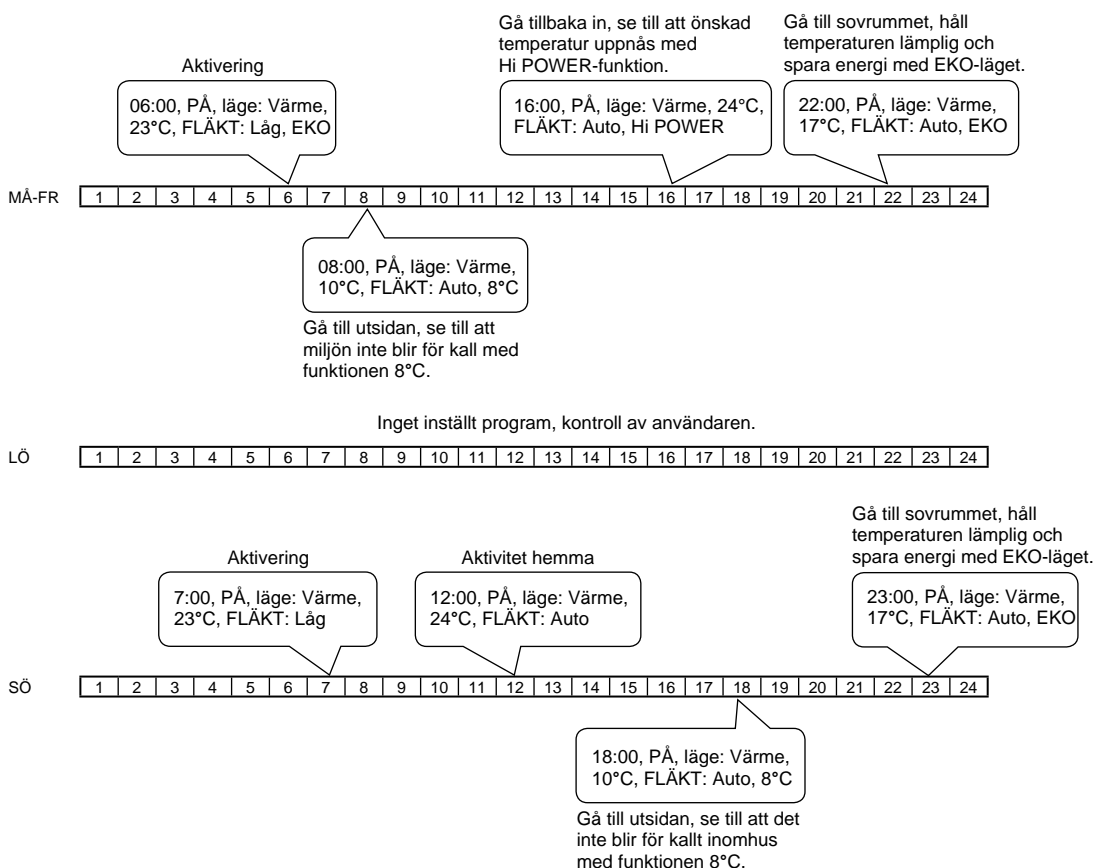 Aktivering
06:00, PÅ, läge: Värme,
23°C, FLÄKT: Låg, EKO
Gå tillbaka in, se till att önskad
temperatur uppnås med
Hi POWER-funktion.
16:00, PÅ, läge: Värme, 24°C,
FLÄKT: Auto, Hi POWER
Gå till sovrummet, håll
temperaturen lämplig och
spara energi med EKO-läget.
22:00, PÅ, läge: Värme,
17°C, FLÄKT: Auto, EKO
MÅ-FR 1 2 3 4 5 6 7 8 9 10 11 12 13 14 15 16 17 18 19 20 21 22 23 24
08:00, PÅ, läge: Värme,
10°C, FLÄKT: Auto, 8°C
Gå till utsidan, se till att
miljön inte blir för kall med
funktionen 8°C.
Inget inställt program, kontroll av användaren.
LÖ 1 2 3 4 5 6 7 8 9 10 11 12 13 14 15 16 17 18 19 20 21 22 23 24
Aktivering
7:00, PÅ, läge: Värme,
23°C, FLÄKT: Låg
Aktivitet hemma
12:00, PÅ, läge: Värme,
24°C, FLÄKT: Auto
Gå till sovrummet, håll
temperaturen lämplig och
spara energi med EKO-läget.
23:00, PÅ, läge: Värme,
17°C, FLÄKT: Auto, EKO
SÖ 1 2 3 4 5 6 7 8 9 10 11 12 13 14 15 16 17 18 19 20 21 22 23 24
18:00, PÅ, läge: Värme,
10°C, FLÄKT: Auto, 8°C
Gå till utsidan, se till att det
inte blir för kallt inomhus
med funktionen 8°C.